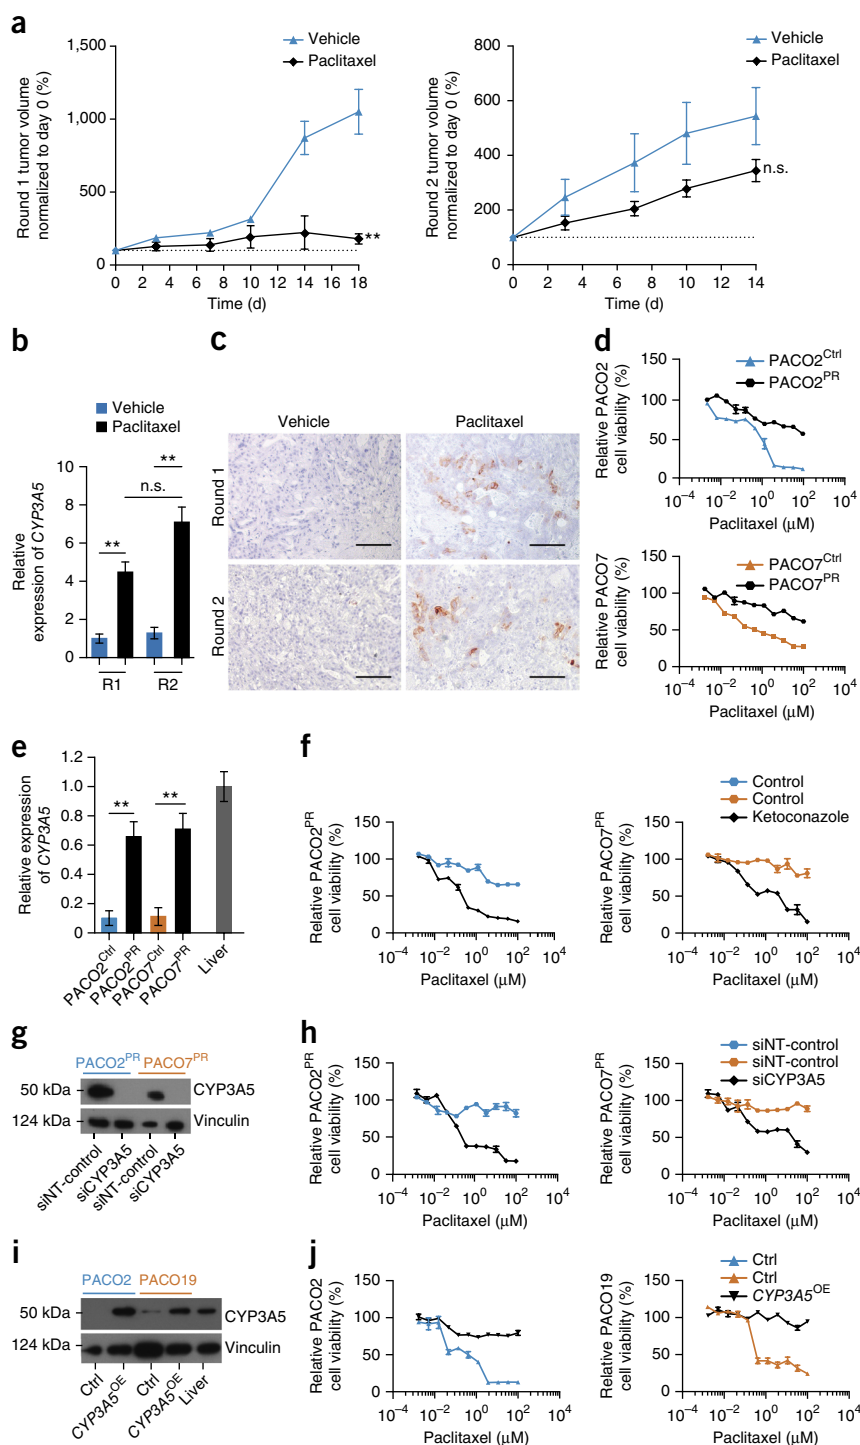 a
Round 1 tumor volume
normalized to day 0 (%)
1,500
1,000
500
100
0
0 2 4 6 8 10 12 14 16 18
Time (d)
Vehicle
Paclitaxel
**
Round 2 tumor volume
normalized to day 0 (%)
800
600
400
200
100
0
0 2 4 6 8 10 12 14
Time (d)
Vehicle
Paclitaxel
n.s.
b
Vehicle
Paclitaxel
Relative
expression of CYP3A5
10
8
6
4
2
0
**
n.s.
**
R1 R2
c
Vehicle Paclitaxel
Round 1
Round 2
d
Relative PACO2
cell viability (%)
150
100
50
0
PACO2Ctrl
PACO2PR
10−4 10−2 100 102 104
Paclitaxel (μM)
Relative PACO7
cell viability (%)
150
100
50
0
PACO7Ctrl
PACO7PR
10−4 10−2 100 102 104
Paclitaxel (μM)
e
Relative expression
of CYP3A5
1.2
1.0
0.8
0.6
0.4
0.2
0
** **
PACO2Ctrl
PACO2PR
PACO7Ctrl
PACO7PR
Liver
f
Relative PACO2PR
cell viability (%)
150
100
50
0
10−4 10−2 100 102 104
Paclitaxel (μM)
Control
Control
Ketoconazole
Relative PACO7PR
cell viability (%)
150
100
50
0
10−4 10−2 100 102 104
Paclitaxel (μM)
g
PACO2PR PACO7PR
50 kDa CYP3A5
124 kDa Vinculin
siNT-control
siCYP3A5
siNT-control
siCYP3A5
h
Relative PACO2PR
cell viability (%)
150
100
50
0
10−4 10−2 100 102 104
Paclitaxel (μM)
siNT-control
siNT-control
siCYP3A5
Relative PACO7PR
cell viability (%)
150
100
50
0
10−4 10−2 100 102 104
Paclitaxel (μM)
i
PACO2 PACO19
50 kDa CYP3A5
124 kDa Vinculin
Ctrl
CYP3A5OE
Ctrl
CYP3A5OE
Liver
j
Relative PACO2
cell viability (%)
150
100
50
0
10−4 10−2 100 102 104
Paclitaxel (μM)
Ctrl
Ctrl
CYP3A5OE
Relative PACO19
cell viability (%)
150
100
50
0
10−4 10−2 100 102 104
Paclitaxel (μM)